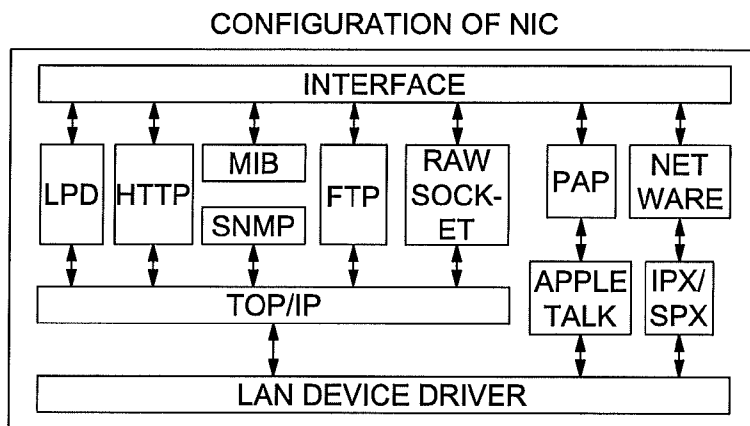 CONFIGURATION OF NIC
INTERFACE
LPD
HTTP
MIB
SNMP
FTP
RAW
SOCK-
ET
PAP
NET
WARE
TOP/IP
APPLE
TALK
IPX/
SPX
LAN DEVICE DRIVER